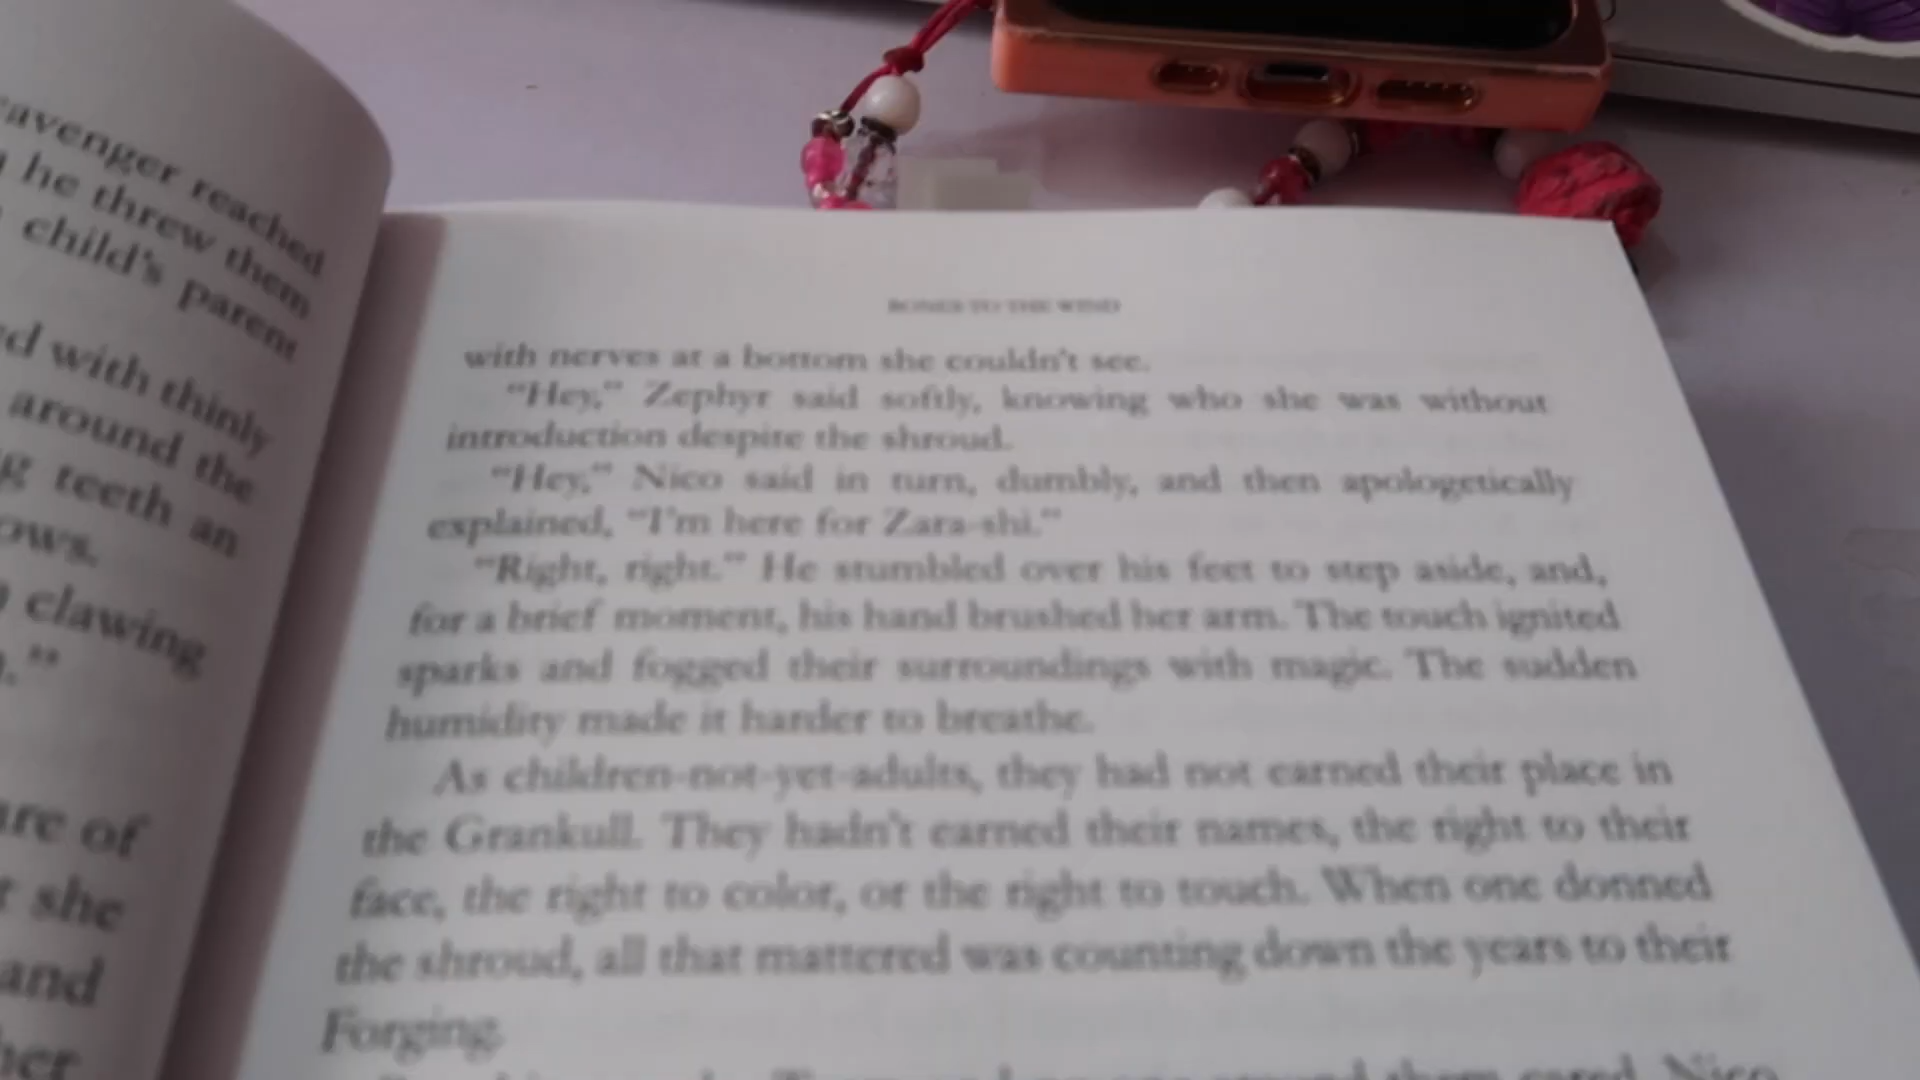 avenger reached
he threw them
child's parent
ed with thinly
around the
g teeth an
ows.
clawing
."
are of
she
and
her
BONES TO THE WIND
with nerves at a bottom she couldn't see.
"Hey," Zephyr said softly, knowing who she was without
introduction despite the shroud.
"Hey," Nico said in turn, dumbly, and then apologetically
explained, "I'm here for Zara-shi."
"Right, right." He stumbled over his feet to step aside, and,
for a brief moment, his hand brushed her arm. The touch ignited
sparks and fogged their surroundings with magic. The sudden
humidity made it harder to breathe.
As children-not-yet-adults, they had not earned their place in
the Grankull. They hadn't earned their names, the right to their
face, the right to color, or the right to touch. When one donned
the shroud, all that mattered was counting down the years to their
Forging.
around them cared. Nico